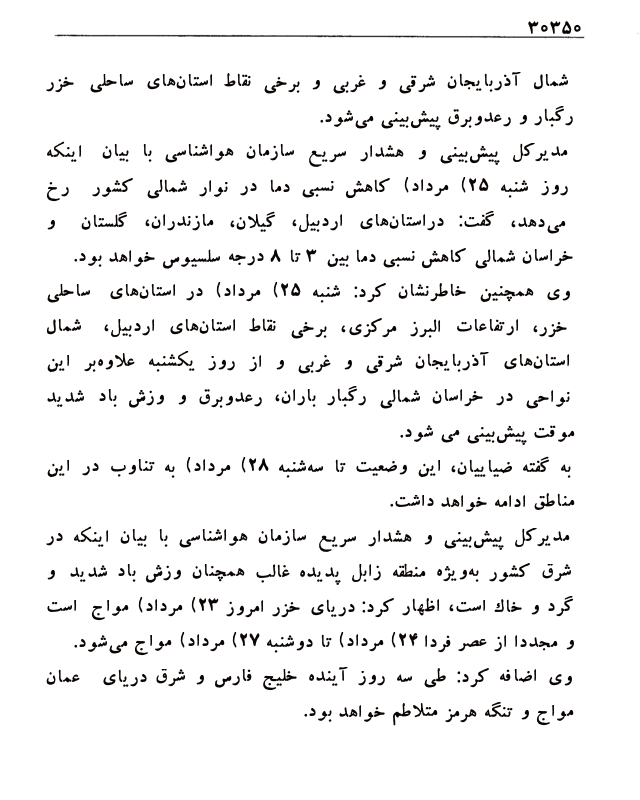 ۳۰۳۵۰
شمال آذربایجان شرقی و غربی و برخی نقاط استان‌های ساحلی خزر
رگبار و رعدوبرق پیش‌بینی می‌شود.
مدیرکل پیش‌بینی و هشدار سریع سازمان هواشناسی با بیان اینکه
روز شنبه ۲۵) مرداد) کاهش نسبی دما در نوار شمالی کشور رخ
می‌دهد، گفت: دراستان‌های اردبیل، گیلان، مازندران، گلستان و
خراسان شمالی کاهش نسبی دما بین ۳ تا ۸ درجه سلسیوس خواهد بود.
وی همچنین خاطرنشان کرد: شنبه ۲۵) مرداد) در استان‌های ساحلی
خزر، ارتفاعات البرز مرکزی، برخی نقاط استان‌های اردبیل، شمال
استان‌های آذربایجان شرقی و غربی و از روز یکشنبه علاوه‌بر این
نواحی در خراسان شمالی رگبار باران، رعدوبرق و وزش باد شدید
موقت پیش‌بینی می شود.
به گفته ضیاییان، این وضعیت تا سه‌شنبه ۲۸) مرداد) به تناوب در این
مناطق ادامه خواهد داشت.
مدیرکل پیش‌بینی و هشدار سریع سازمان هواشناسی با بیان اینکه در
شرق کشور به‌ویژه منطقه زابل پدیده غالب همچنان وزش باد شدید و
گرد و خاك است، اظهار کرد: دریای خزر امروز ۲۳) مرداد) مواج است
و مجددا از عصر فردا ۲۴) مرداد) تا دوشنبه ۲۷) مرداد) مواج می‌شود.
وی اضافه کرد: طی سه روز آینده خلیج فارس و شرق دریای عمان
مواج و تنگه هرمز متلاطم خواهد بود.